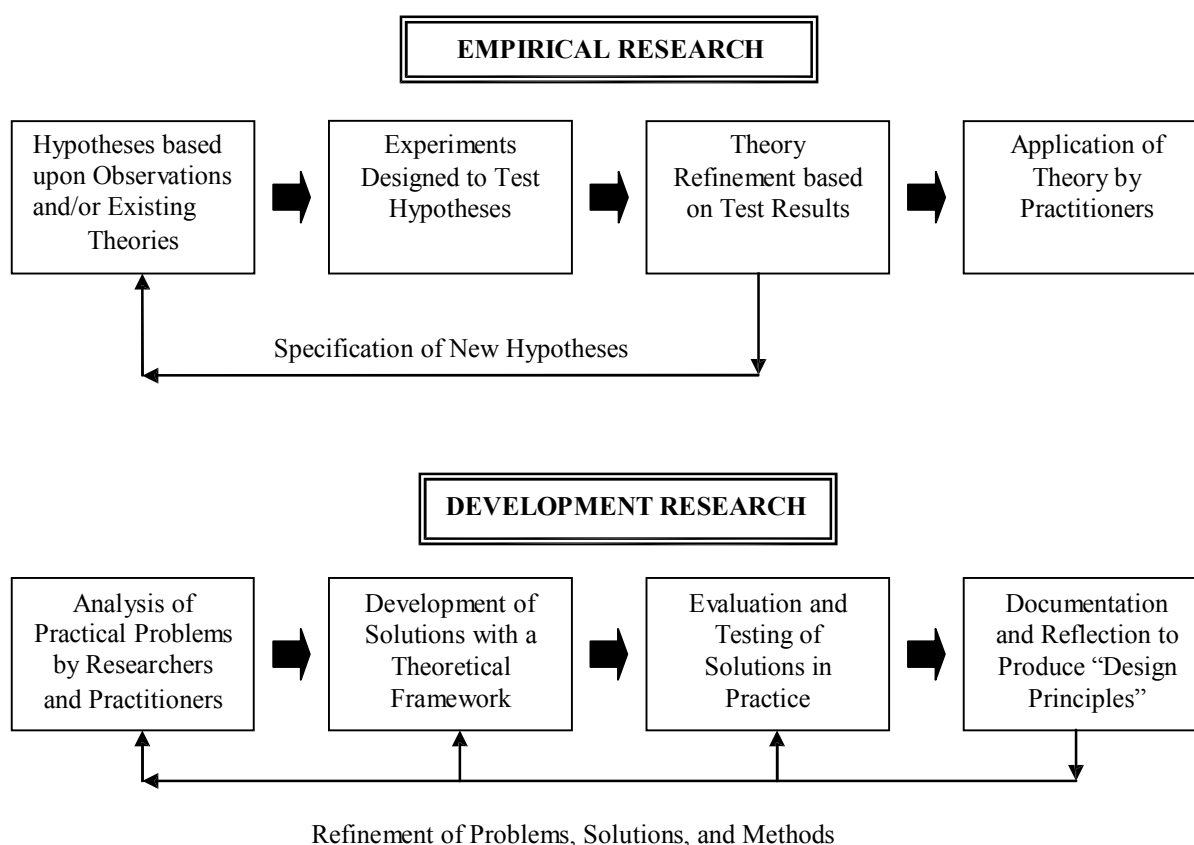 EMPIRICAL RESEARCH
Hypotheses based
upon Observations
and/or Existing
Theories
Experiments
Designed to Test
Hypotheses
Theory
Refinement based
on Test Results
Application of
Theory by
Practitioners
Specification of New Hypotheses
DEVELOPMENT RESEARCH
Analysis of
Practical Problems
by Researchers
and Practitioners
Development of
Solutions with a
Theoretical
Framework
Evaluation and
Testing of
Solutions in
Practice
Documentation
and Reflection to
Produce “Design
Principles”
Refinement of Problems, Solutions, and Methods